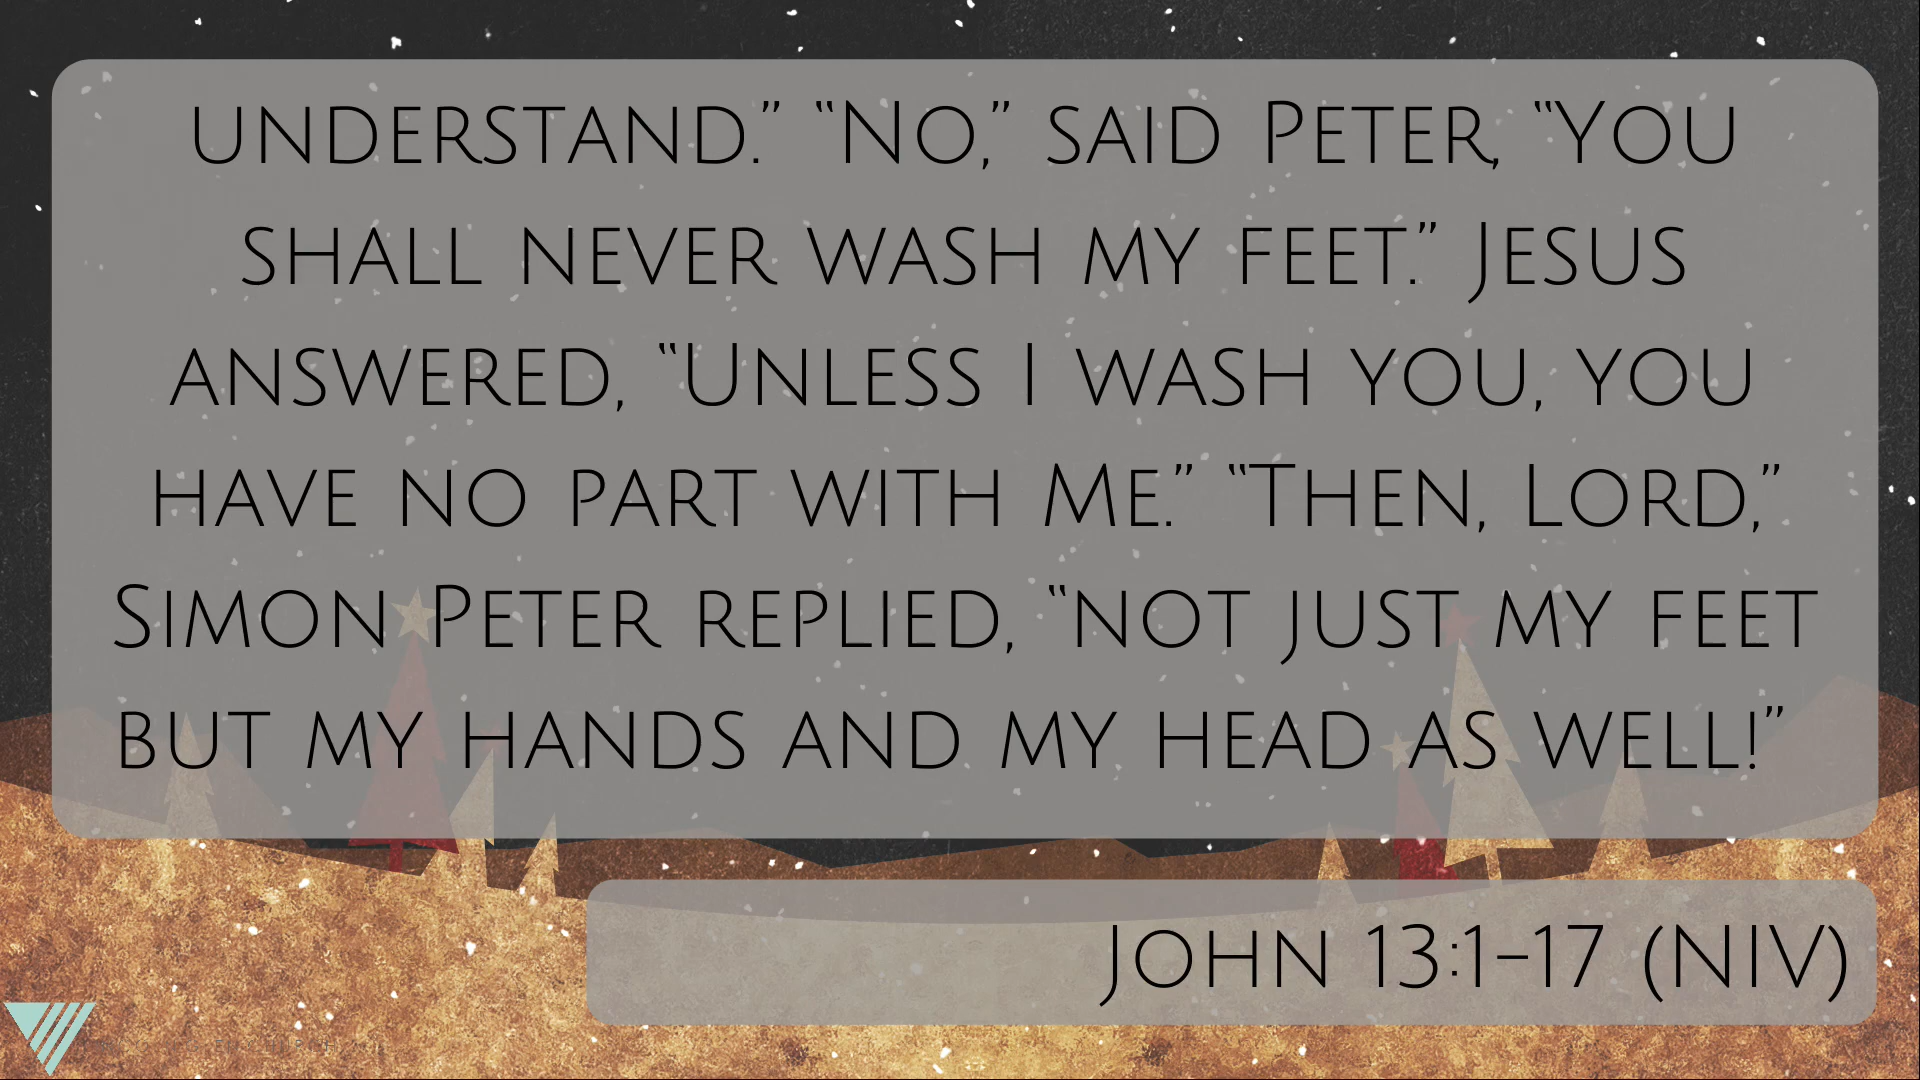 understand.” “No,” said Peter, “You
shall never wash my feet.” Jesus
answered, “Unless I wash you, you
have no part with Me.” “Then, Lord,”
Simon Peter replied, “not just my feet
but my hands and my head as well!”
John 13:1-17 (NIV)
CHURCH